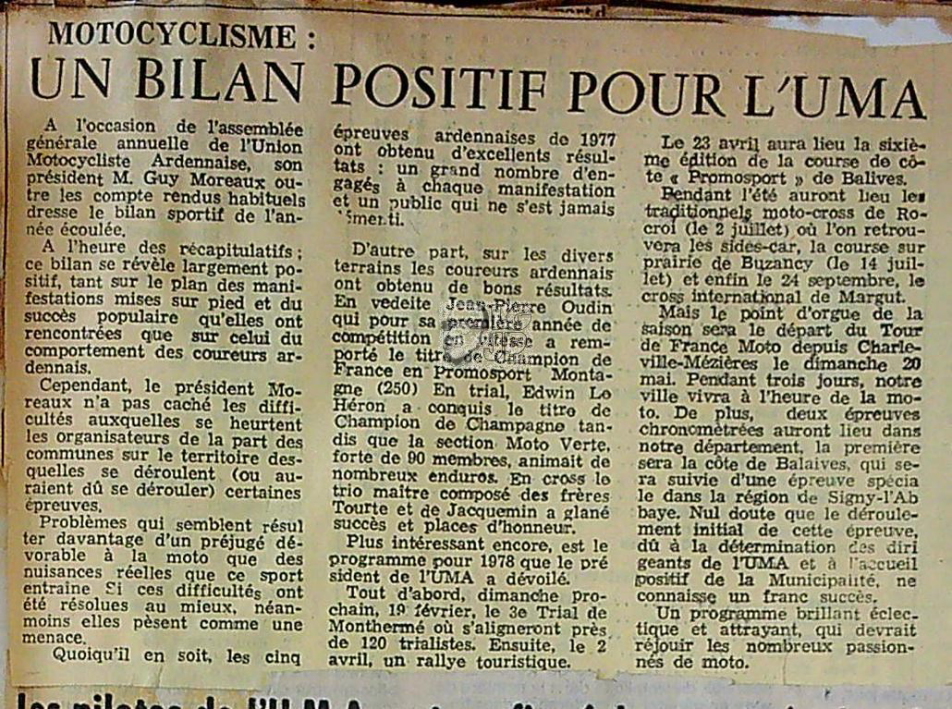 MOTOCYCLISME :
UN BILAN POSITIF POUR L'UMA
A l'occasion de l'assemblée
générale annuelle de l'Union
Motocycliste Ardennaise, son
président M. Guy Moreaux ou-
tre les compte rendus habituels
dresse le bilan sportif de l'an-
née écoulée.
A l'heure des récapitulatifs ;
ce bilan se révèle largement po-
sitif, tant sur le plan des mani-
festations mises sur pied et du
succès populaire qu'elles ont
rencontrées que sur celui du
comportement des coureurs ar-
dennais.
Cependant, le président Mo-
reaux n'a pas caché les diffi-
cultés auxquelles se heurtent
les organisateurs de la part des
communes sur le territoire des-
quelles se déroulent (ou au-
raient dû se dérouler) certaines
épreuves.
Problèmes qui semblent résul
ter davantage d'un préjugé dé-
vorable à la moto que des
nuisances réelles que ce sport
entraine Si ces difficultés ont
été résolues au mieux, néan-
moins elles pèsent comme une
menace.
Quoiqu'il en soit, les cinq
épreuves ardennaises de 1977
ont obtenu d'excellents résul-
tats : un grand nombre d'en-
gagés à chaque manifestation
et un public qui ne s'est jamais
D'autre part, sur les divers
terrains les coureurs ardennais
ont obtenu de bons résultats.
En vedette Jean-Pierre Oudin
qui pour sa première année de
compétition en vitesse a rem-
porté le titre de Champion de
France en Promosport Monta-
gne (250) En trial, Edwin Le
Héron a conquis le titre de
Champion de Champagne tan-
dis que la section Moto Verte,
forte de 90 membres, animait de
nombreux enduros. En cross le
trio maître composé des frères
Tourte et de Jacquemin a glané
succès et places d'honneur.
Plus intéressant encore, est le
programme pour 1978 que le pré
sident de l'UMA a dévoilé.
Tout d'abord, dimanche pro-
chain, 19 février, le 3e Trial de
Monthermé où s'aligneront près
de 120 trialistes. Ensuite, le 2
avril, un rallye touristique.
Le 23 avril aura lieu la sixiè-
me édition de la course de cô-
te « Promosport » de Balives.
Pendant l'été auront lieu les
traditionnels moto-cross de Ro-
croi (le 2 juillet) où l'on retrou-
vera les sides-car, la course sur
prairie de Buzancy (le 14 juil-
let) et enfin le 24 septembre, le
cross international de Margut.
Mais le point d'orgue de la
saison sera le départ du Tour
de France Moto depuis Charle-
ville-Mézières le dimanche 20
mai. Pendant trois jours, notre
ville vivra à l'heure de la mo-
to. De plus, deux épreuves
chronométrées auront lieu dans
notre département, la première
sera la côte de Balaives, qui se-
ra suivie d'une épreuve spécia
le dans la région de Signy-l'Ab
baye. Nul doute que le déroule-
ment initial de cette épreuve,
dû à la détermination des diri
geants de l'UMA et à l'accueil
positif de la Municipalité, ne
connaisse un franc succès.
Un programme brillant éclec-
tique et attrayant, qui devrait
réjouir les nombreux passion-
nés de moto.